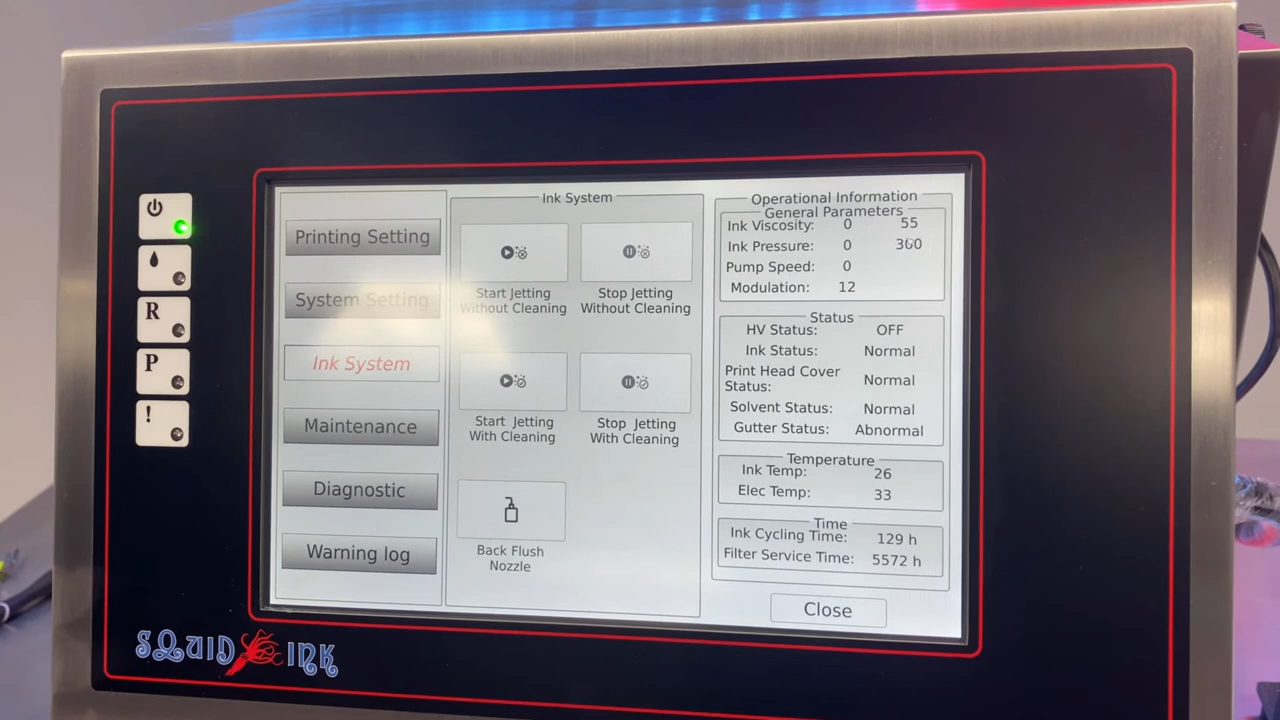 R
P
!
Printing Setting
System Setting
Ink System
Maintenance
Diagnostic
Warning log
Ink System
Start Jetting
Without Cleaning
Stop Jetting
Without Cleaning
Start Jetting
With Cleaning
Stop Jetting
With Cleaning
Back Flush
Nozzle
Operational Information
General Parameters
Ink Viscosity: 0 55
Ink Pressure: 0 300
Pump Speed: 0
Modulation: 12
Status
HV Status: OFF
Ink Status: Normal
Print Head Cover
Status: Normal
Solvent Status: Normal
Gutter Status: Abnormal
Temperature
Ink Temp: 26
Elec Temp: 33
Time
Ink Cycling Time: 129 h
Filter Service Time: 5572 h
Close
SQUID INK